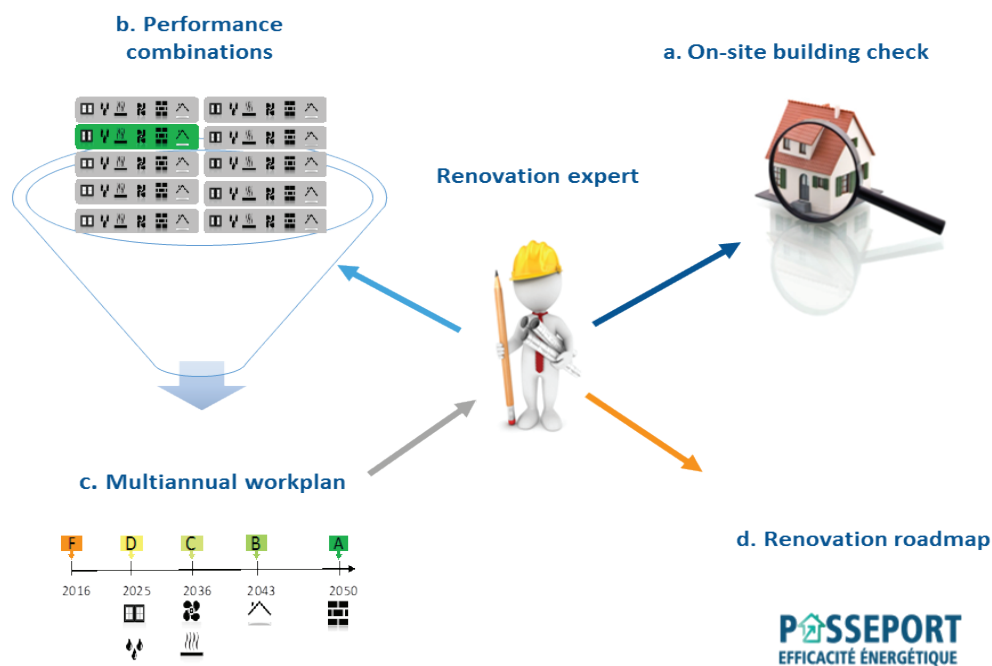 b. Performance
combinations
a. On-site building check
Renovation expert
c. Multiannual workplan
F D C B A
2016 2025 2036 2043 2050
d. Renovation roadmap
PASSEPORT
EFFICACITÉ ÉNERGÉTIQUE